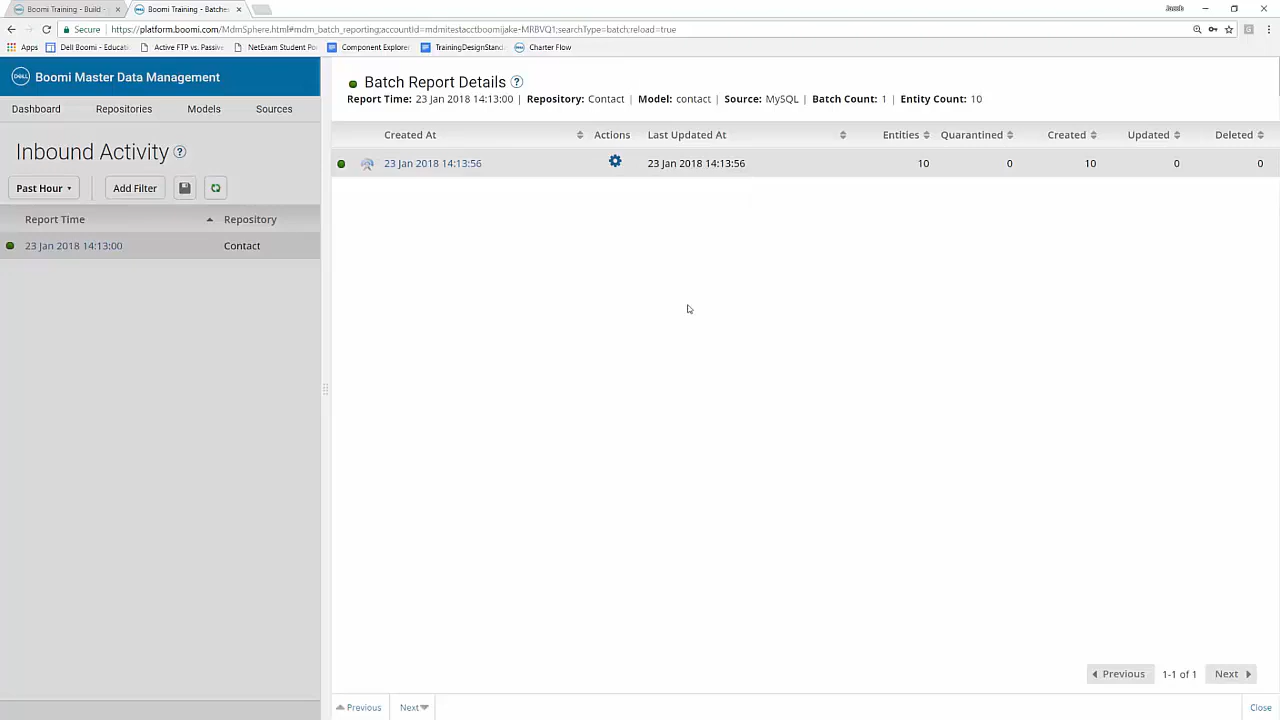 Boomi Training - Build - × Boomi Training - Batche: ×
Secure https://platform.boomi.com/MdmSphere.html#mdm_batch_reporting;accountId=mdmitestacctboomijake-MRBVQ1;searchType=batch;reload=true
Apps Dell Boomi - Educati Active FTP vs. Passiv NetExam Student Po Component Explore TrainingDesignStand Charter Flow
DELL Boomi Master Data Management
Dashboard Repositories Models Sources
Inbound Activity ?
Past Hour Add Filter
Report Time Repository
23 Jan 2018 14:13:00 Contact
Batch Report Details ?
Report Time: 23 Jan 2018 14:13:00 | Repository: Contact | Model: contact | Source: MySQL | Batch Count: 1 | Entity Count: 10
Created At Actions Last Updated At Entities Quarantined Created Updated Deleted
23 Jan 2018 14:13:56 23 Jan 2018 14:13:56 10 0 10 0 0
Previous 1-1 of 1 Next
Previous Next Close